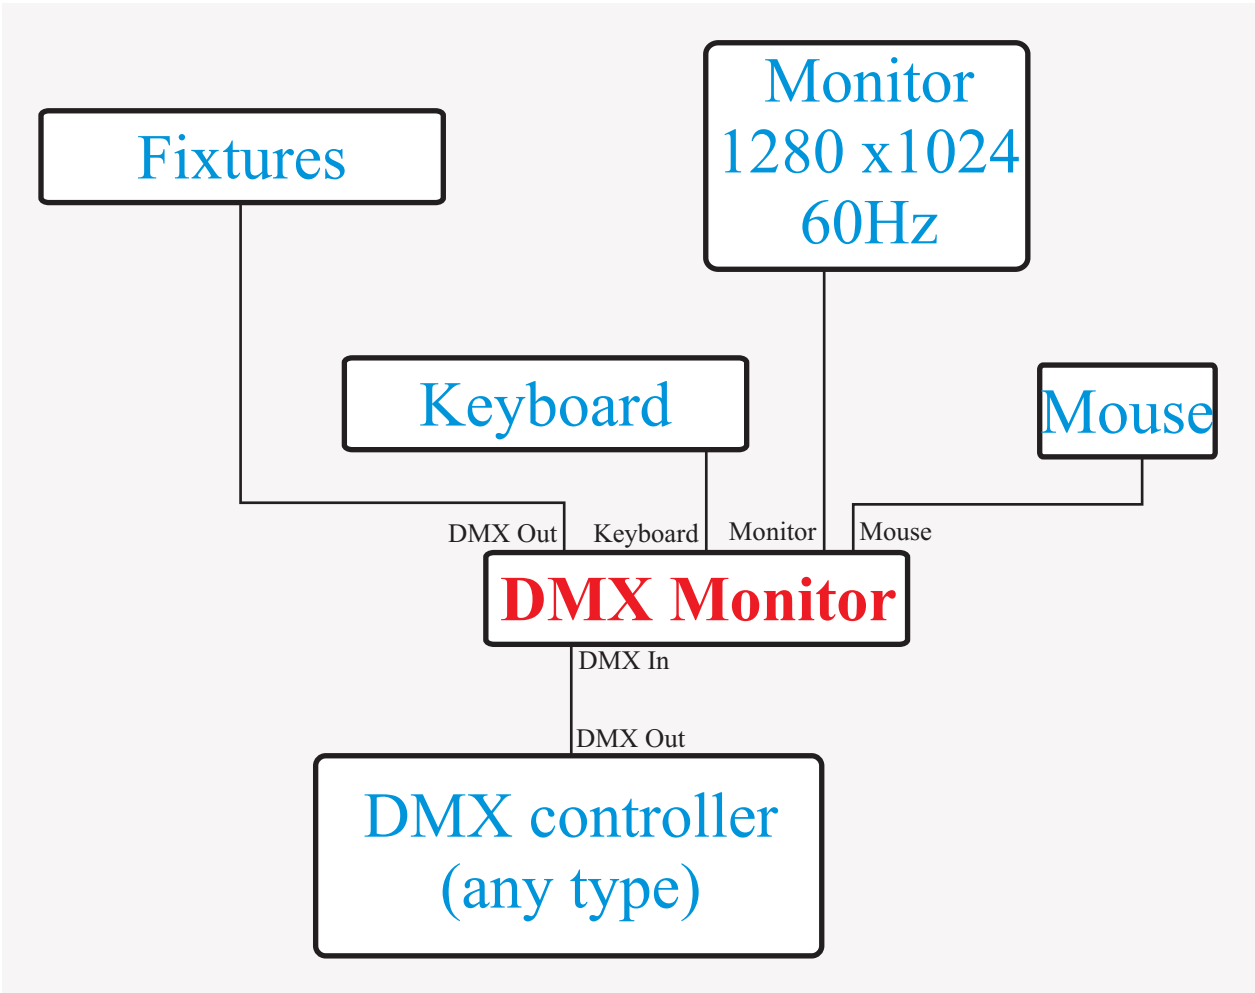 Monitor
1280 x1024
60Hz
Fixtures
Keyboard
Mouse
DMX Out
Keyboard
Monitor
Mouse
DMX Monitor
DMX In
DMX Out
DMX controller
(any type)